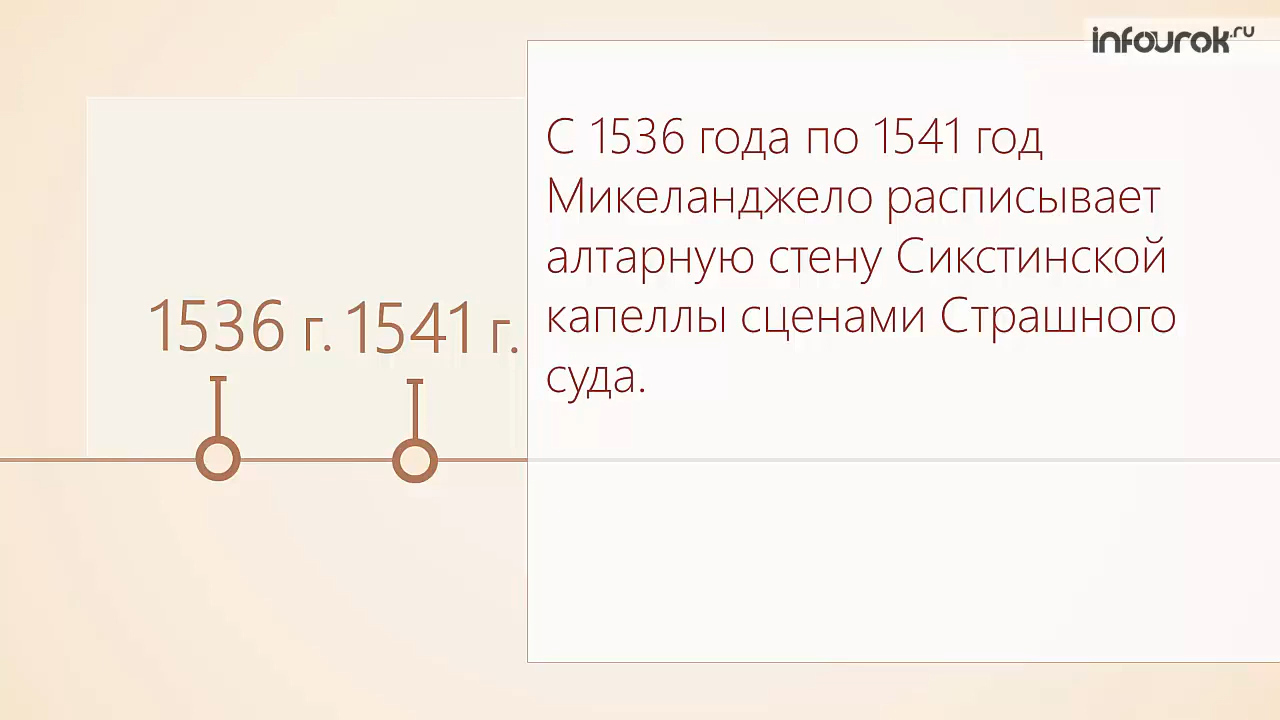 infourok.ru
С 1536 года по 1541 год
Микеланджело расписывает
алтарную стену Сикстинской
капеллы сценами Страшного
суда.
1536 г. 1541 г.